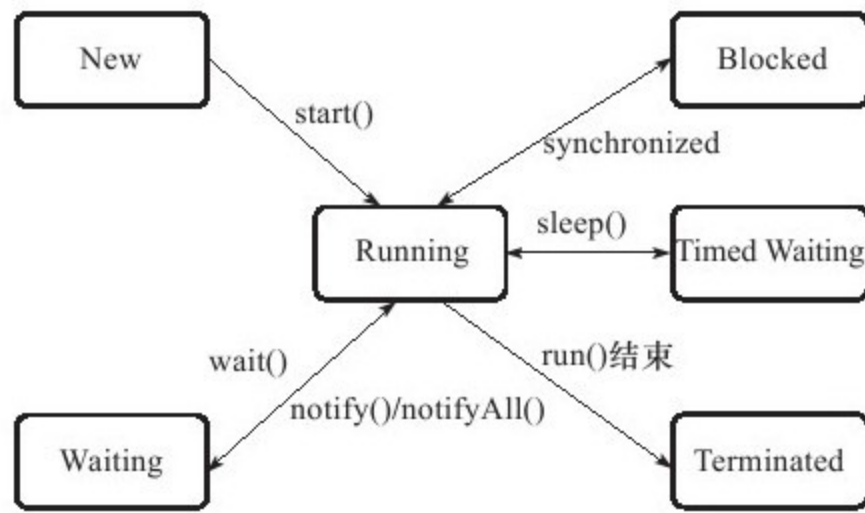 New
Blocked
start()
synchronized
Running
sleep()
Timed Waiting
wait()
run()结束
notify()/notifyAll()
Waiting
Terminated